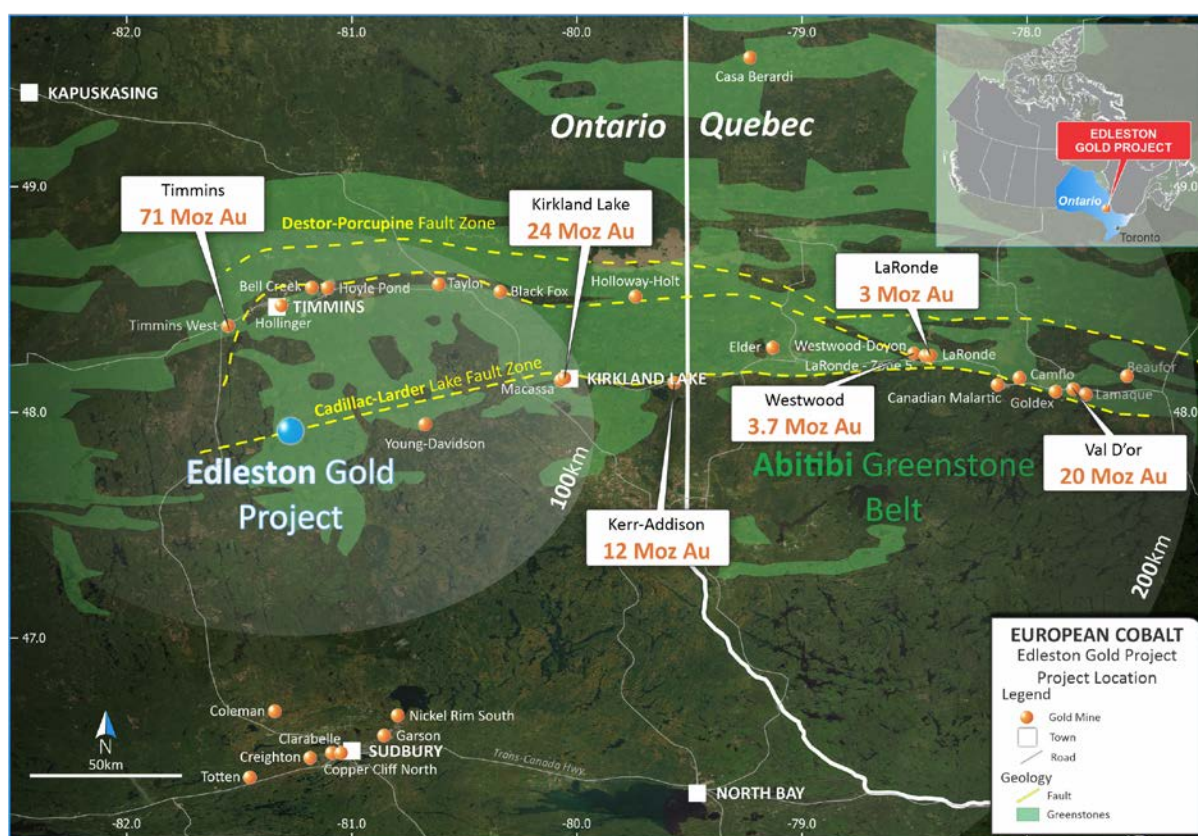 -82.0
-81.0
-80.0
-79.0
-78.0
KAPUSKASING
Casa Berardi
Ontario
Quebec
EDLESTON
GOLD PROJECT
Ontario
Toronto
49.0
49.0
Timmins
71 Moz Au
Destor-Porcupine Fault Zone
Kirkland Lake
24 Moz Au
LaRonde
3 Moz Au
Bell Creek
Hoyle Pond
Taylor
Black Fox
Holloway-Holt
TIMMINS
Hollinger
Timmins West
Elder
Westwood-Doyon
LaRonde
LaRonde - Zone 5
Cadillac-Larder Lake Fault Zone
Macassa
KIRKLAND LAKE
Camflo
Beaufor
Canadian Malartic
Goldex
Lamaque
48.0
48.0
Young-Davidson
Westwood
3.7 Moz Au
Val D'or
20 Moz Au
Edleston Gold
Project
100km
Abitibi Greenstone
Belt
Kerr-Addison
12 Moz Au
200km
47.0
EUROPEAN COBALT
Edleston Gold Project
Project Location
Legend
Gold Mine
Town
Road
Geology
Fault
Greenstones
Coleman
Nickel Rim South
Garson
Clarabelle
SUDBURY
Creighton
Copper Cliff North
Totten
Trans-Canada Hwy.
NORTH BAY
N
50km
-82.0
-81.0
-80.0
-79.0